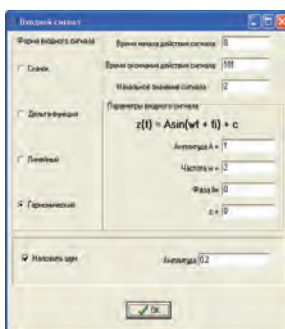 Входной сигнал
Форма входного сигнала
Время начала действия сигнала 0
Скачок
Время окончания действия сигнала 101
Начальное значение сигнала 2
Параметры входного сигнала
Дельта-функция
z(t) = Asin(wt + fi) + c
Амплитуда A = 1
Линейный
Частота w = 2
Фаза fi= 0
Гармонический
c = 0
Наложить шум
Амплитуда 0.2
OK